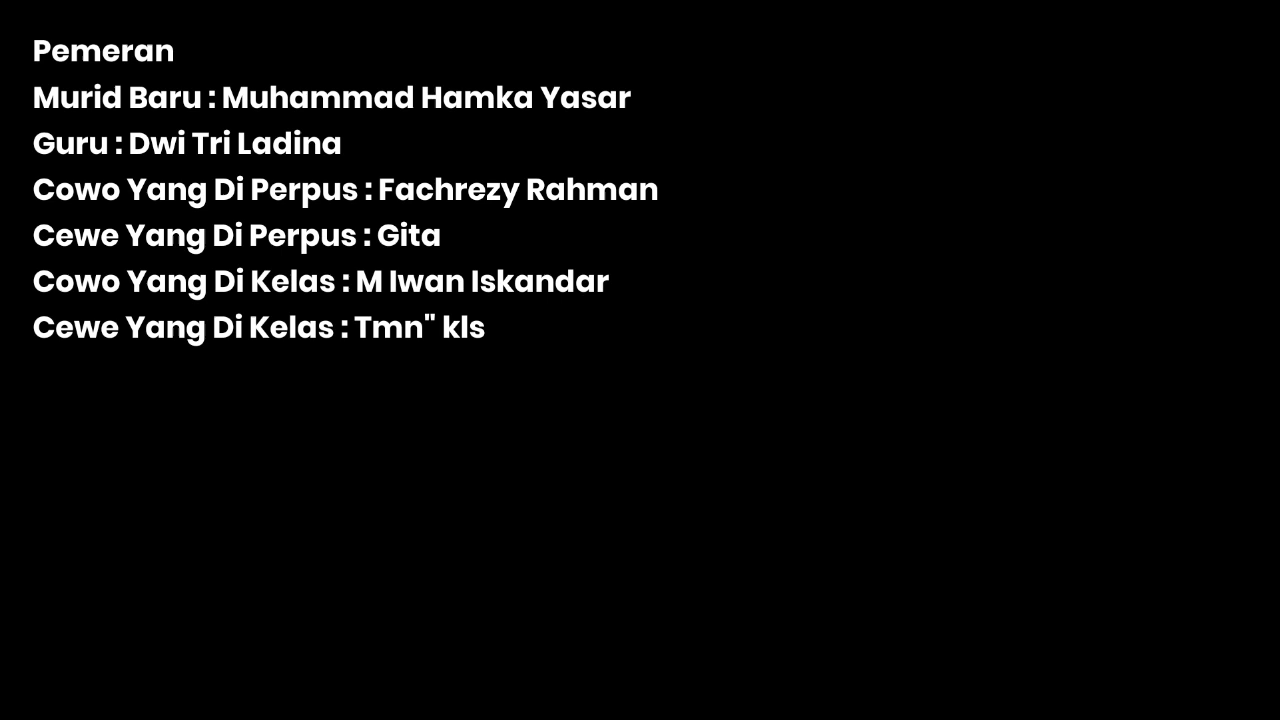 Pemeran
Murid Baru : Muhammad Hamka Yasar
Guru : Dwi Tri Ladina
Cowo Yang Di Perpus : Fachrezy Rahman
Cewe Yang Di Perpus : Gita
Cowo Yang Di Kelas : M Iwan Iskandar
Cewe Yang Di Kelas : Tmn" kls